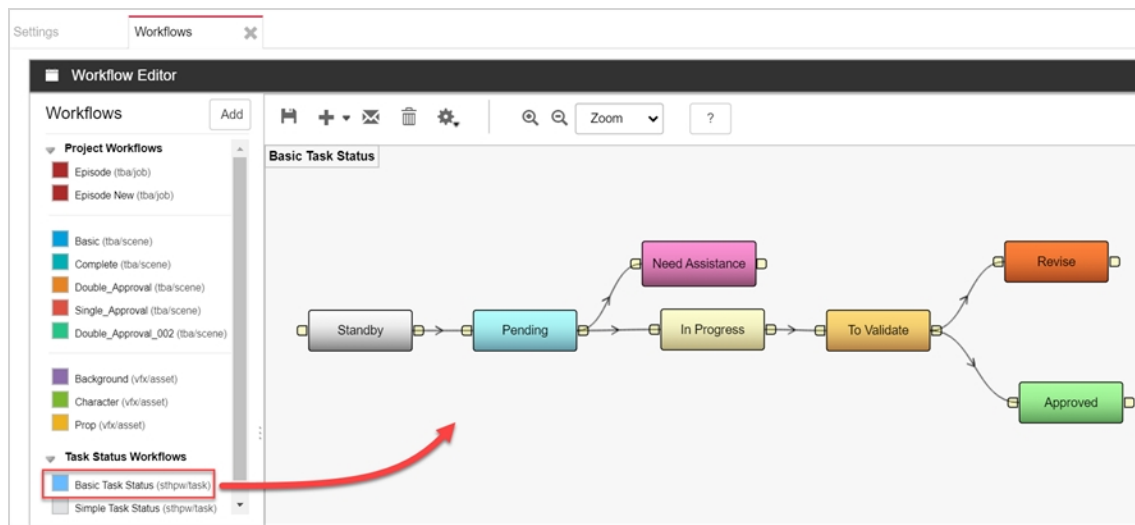 Settings
Workflows
Workflow Editor
Workflows
Add
Zoom
?
Project Workflows
Episode (tba/job)
Episode New (tba/job)
Basic (tba/scene)
Complete (tba/scene)
Double_Approval (tba/scene)
Single_Approval (tba/scene)
Double_Approval_002 (tba/scene)
Background (vfx/asset)
Character (vfx/asset)
Prop (vfx/asset)
Task Status Workflows
Basic Task Status (sthpw/task)
Simple Task Status (sthpw/task)
Basic Task Status
Need Assistance
Revise
Standby
Pending
In Progress
To Validate
Approved